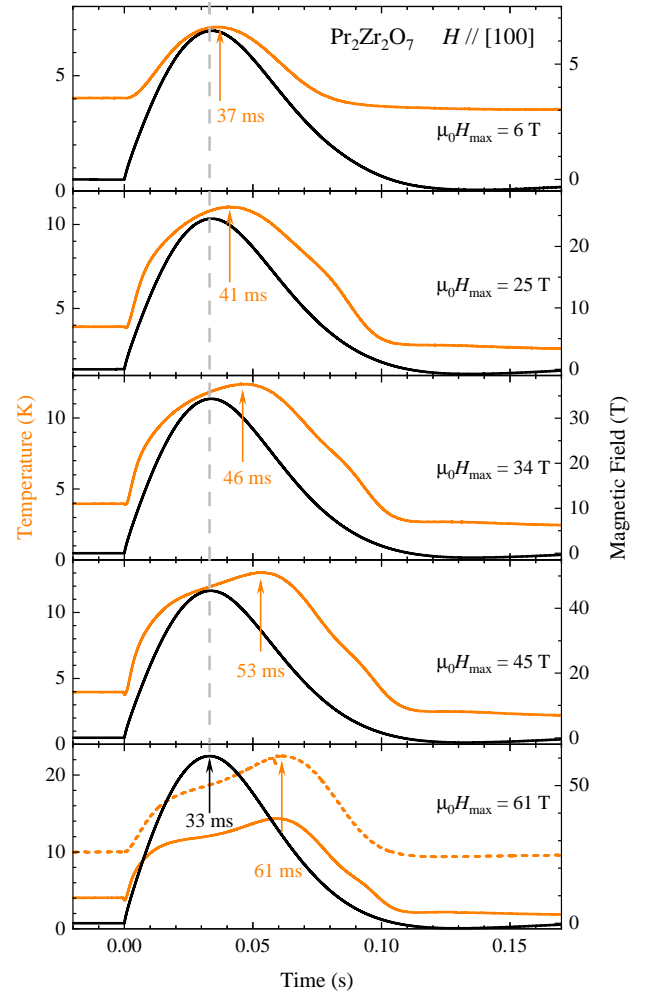 Pr₂Zr₂O₇ H // [100]
5
0
6
4
2
0
37 ms
μ₀Hmax = 6 T
10
5
20
10
0
41 ms
μ₀Hmax = 25 T
10
5
0
30
20
10
0
46 ms
μ₀Hmax = 34 T
10
5
0
40
20
0
53 ms
μ₀Hmax = 45 T
20
10
0
50
0
33 ms
61 ms
μ₀Hmax = 61 T
0.00 0.05 0.10 0.15
Time (s)
Temperature (K)
Magnetic Field (T)